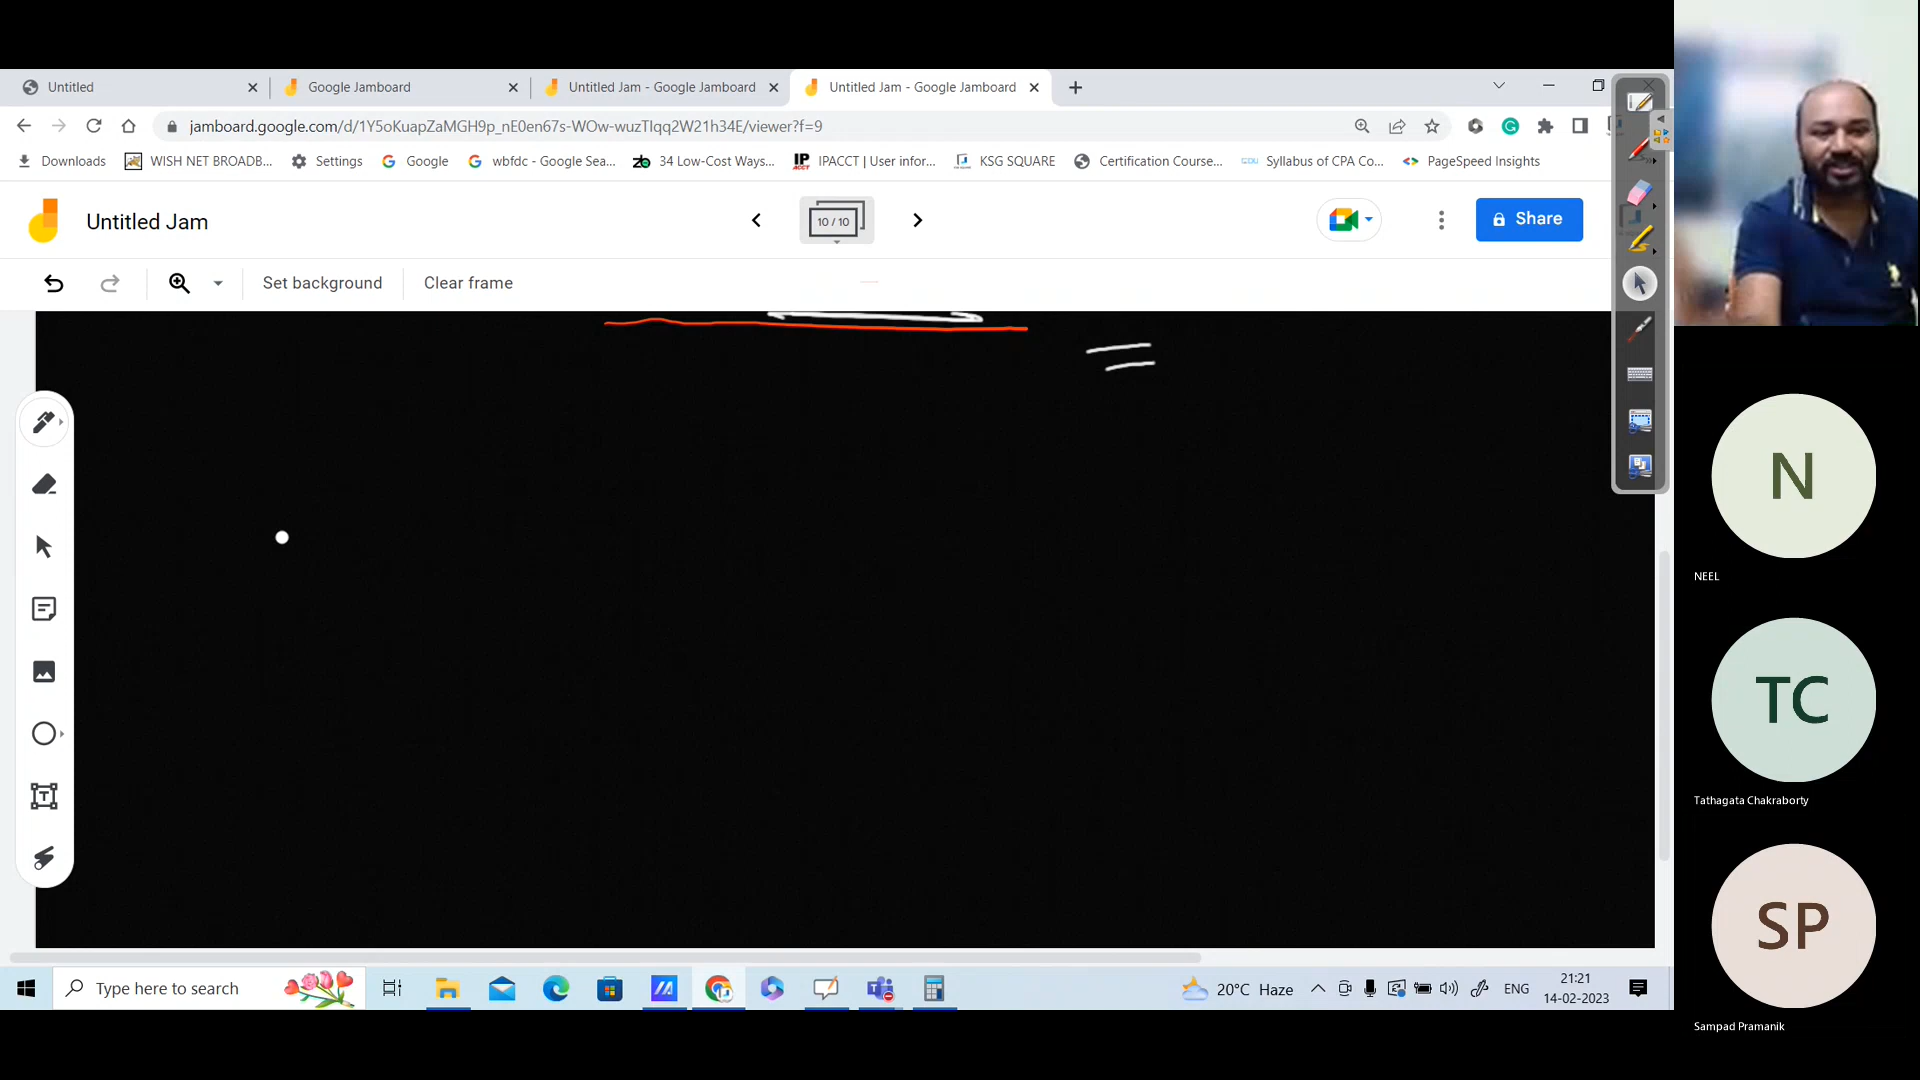 Untitled
Google Jamboard
Untitled Jam - Google Jamboard
Untitled Jam - Google Jamboard
jamboard.google.com/d/1Y5oKuapZaMGH9p_nE0en67s-WOw-wuzTlqq2W21h34E/viewer?f=9
Downloads
WISH NET BROADB...
Settings
Google
wbfdc - Google Sea...
34 Low-Cost Ways...
IPACCT | User infor...
KSG SQUARE
Certification Course...
Syllabus of CPA Co...
PageSpeed Insights
Untitled Jam
10 / 10
Share
Set background
Clear frame
N
NEEL
TC
Tathagata Chakraborty
SP
Sampad Pramanik
Type here to search
20°C Haze
ENG
21:21
14-02-2023